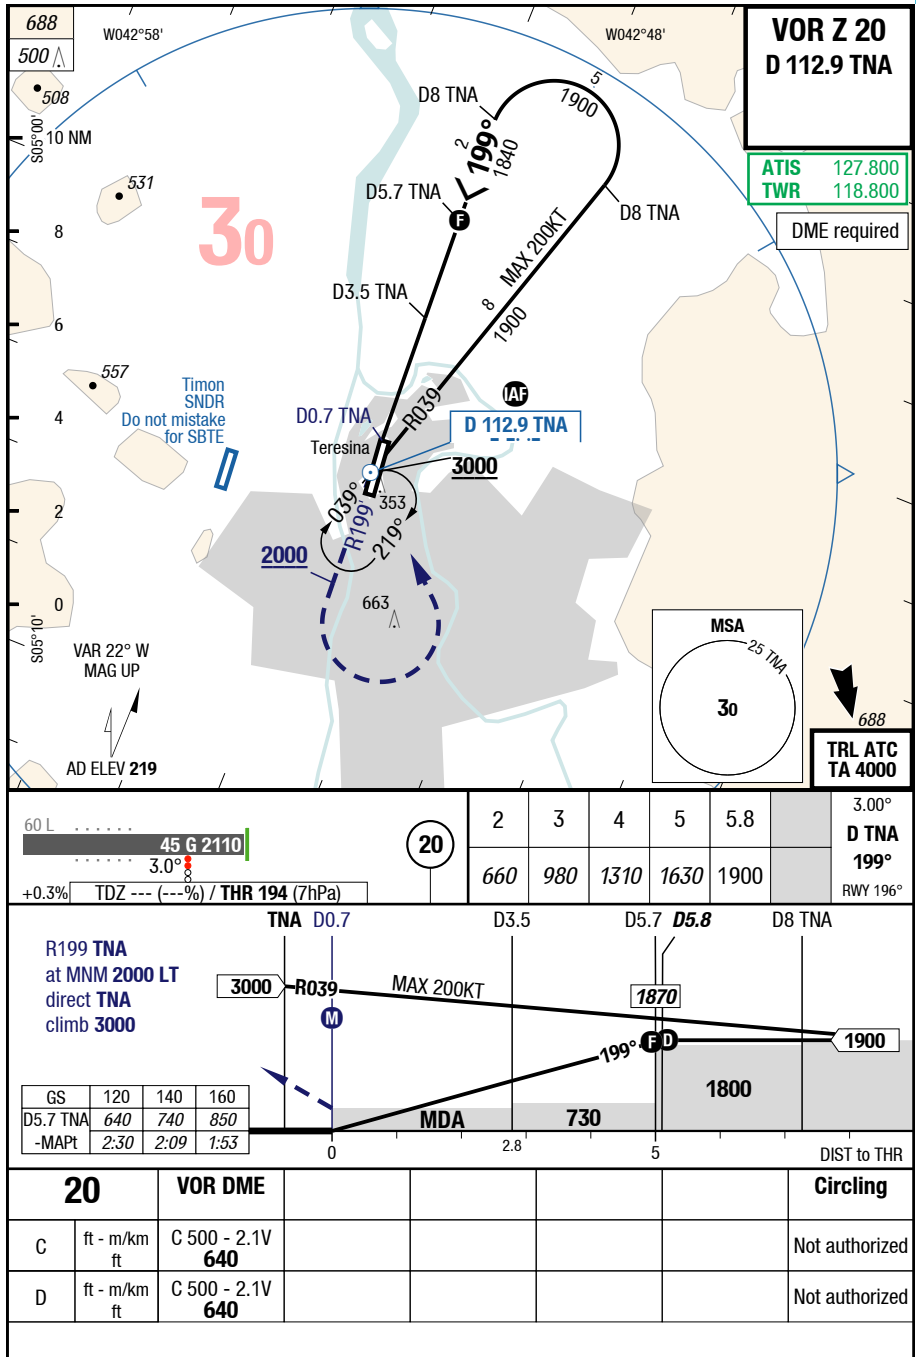 688
500
W042°58'
W042°48'
VOR Z 20
D 112.9 TNA
508
D8 TNA
5
1900
S05°00'
10 NM
2
199°
1840
ATIS 127.800
TWR 118.800
531
D5.7 TNA
F
D8 TNA
DME required
30
8
MAX 200KT
D3.5 TNA
8
1900
6
557
Timon
SNDR
Do not mistake
for SBTE
IAF
R039
D0.7 TNA
4
D 112.9 TNA
Teresina
3000
039°
353
R199°
219°
2
2000
663
0
S05°10'
VAR 22° W
MAG UP
MSA
25 TNA
30
688
AD ELEV 219
TRL ATC
TA 4000
60 L
45 G 2110
3.0°
+0.3%
TDZ --- (---%) / THR 194 (7hPa)
20
2 3 4 5 5.8
660 980 1310 1630 1900
3.00°
D TNA
199°
RWY 196°
TNA D0.7 D3.5 D5.7 D5.8 D8 TNA
R199 TNA
at MNM 2000 LT
direct TNA
climb 3000
3000 R039 MAX 200KT
1870
M
199° F D 1900
1800
MDA 730
GS 120 140 160
D5.7 TNA 640 740 850
-MAPt 2:30 2:09 1:53
0 2.8 5 DIST to THR
20 VOR DME Circling
C ft - m/km C 500 - 2.1V Not authorized
ft 640
D ft - m/km C 500 - 2.1V Not authorized
ft 640